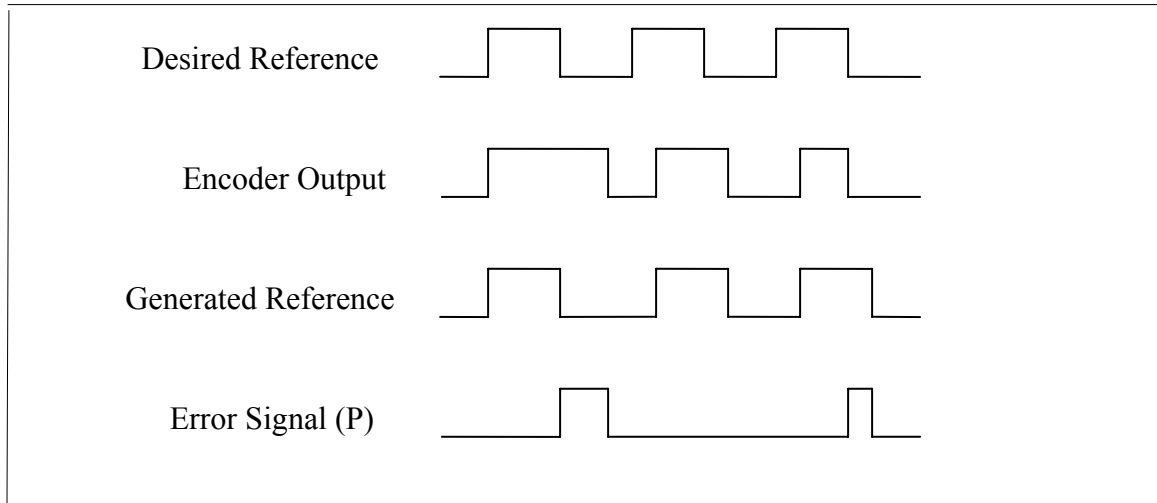 Desired Reference
Encoder Output
Generated Reference
Error Signal (P)